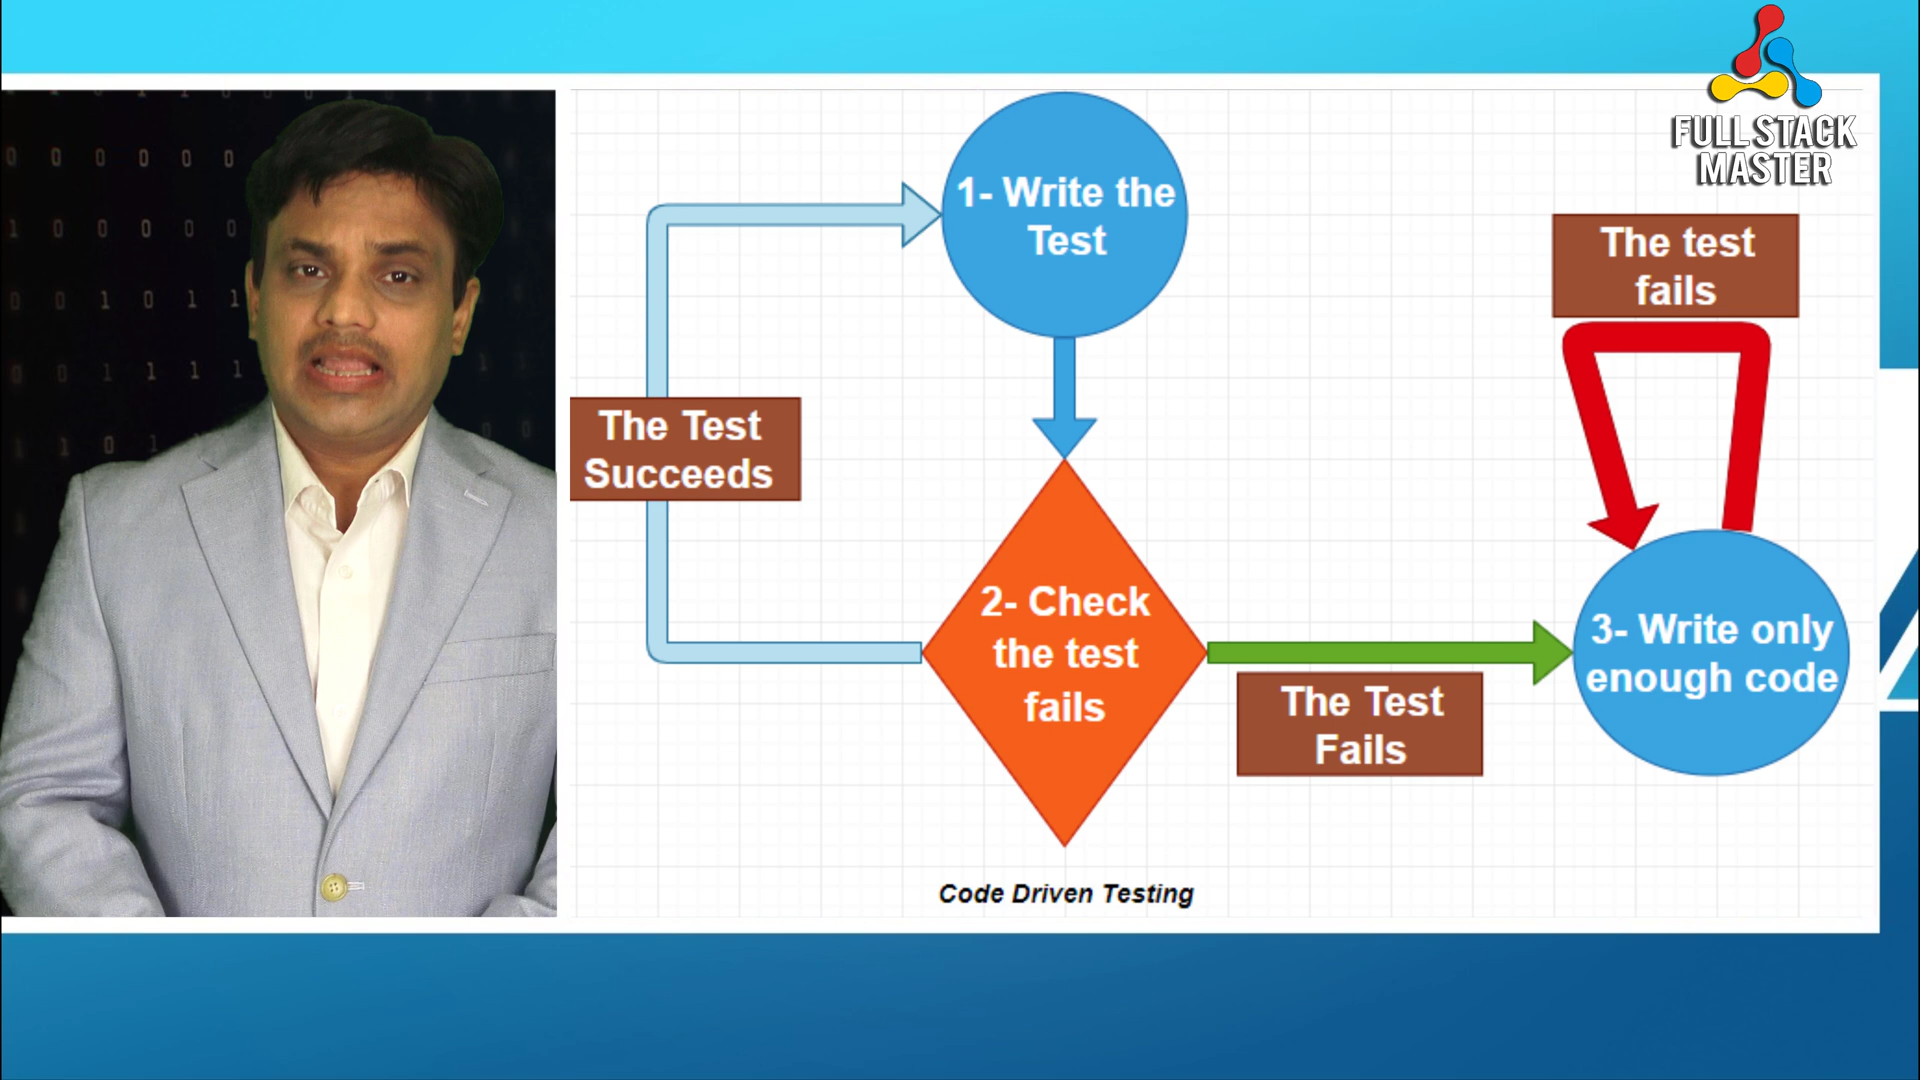 FULL STACK
MASTER
1- Write the
Test
The test
fails
The Test
Succeeds
2- Check
the test
fails
3- Write only
enough code
The Test
Fails
Code Driven Testing